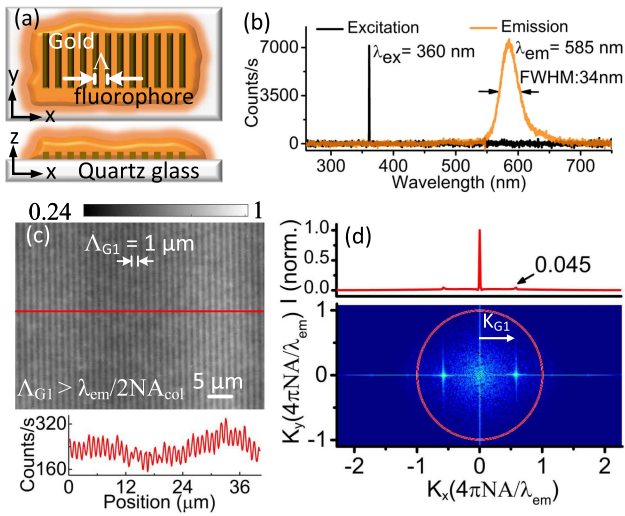 (a)
Gold
Λ
fluorophore
y
x
z
x
Quartz glass
(b)
Excitation
Emission
λex= 360 nm
λem= 585nm
FWHM:34nm
Counts/s
7000
3500
0
300 400 500 600 700
Wavelength (nm)
0.24
1
(c)
ΛG1 = 1 μm
ΛG1 > λem/2NAcol
5 μm
Counts/s
320
160
0 12 24 36
Position (μm)
(d)
I (norm.)
1.0
0.5
0.0
0.045
KG1
Ky(4πNA/λem)
1
0
-1
-2 -1 0 1 2
Kx(4πNA/λem)